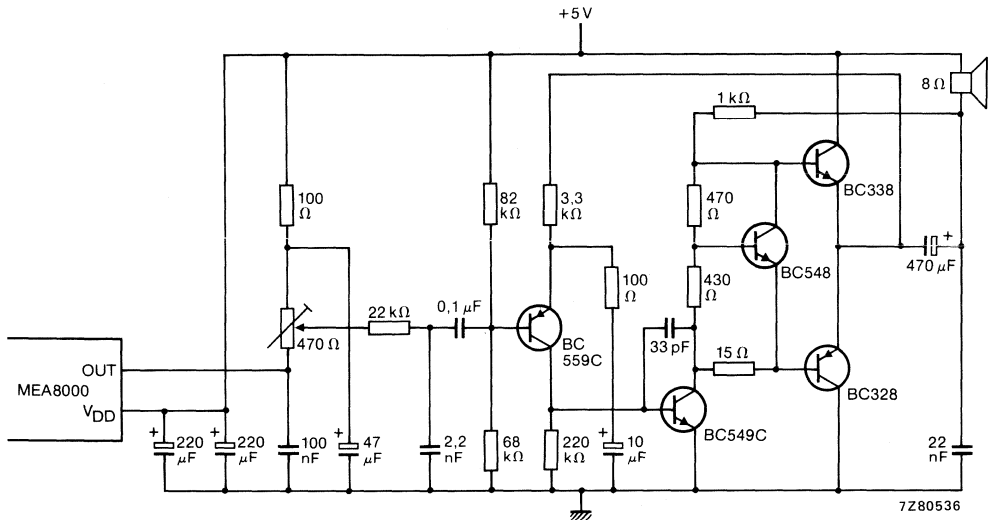 +5 V
8 Ω
1 kΩ
100
Ω
82
kΩ
3,3
kΩ
470
Ω
BC338
BC548
+
470 µF
100
Ω
430
Ω
22 kΩ
0,1 µF
470 Ω
BC
559C
33 pF
15 Ω
BC328
OUT
MEA8000
VDD
BC549C
+
220
µF
+
220
µF
100
nF
+
47
µF
2,2
nF
68
kΩ
220
kΩ
+
10
µF
22
nF
7Z80536